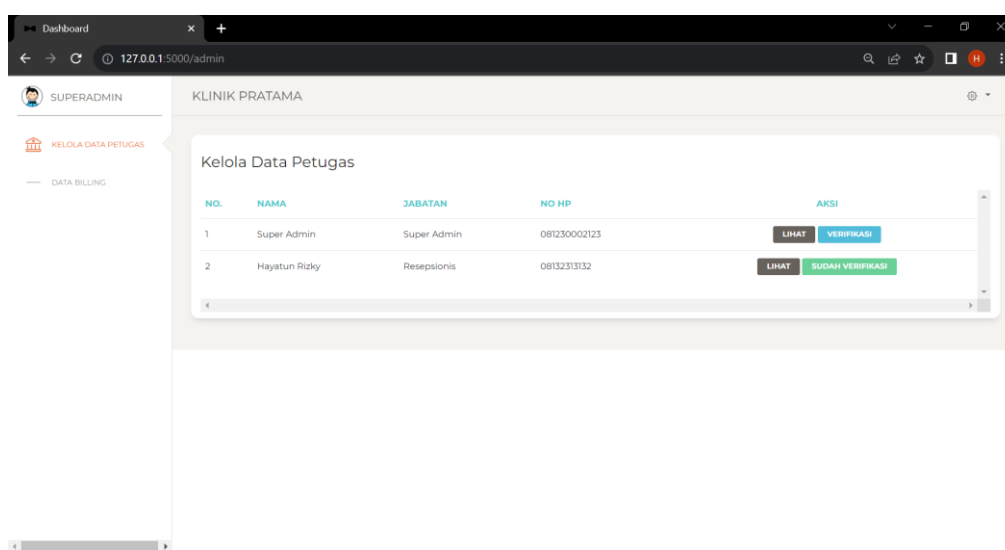 Dashboard
127.0.0.1:5000/admin
H
SUPERADMIN
KLINIK PRATAMA
KELOLA DATA PETUGAS
DATA BILLING
Kelola Data Petugas
NO. NAMA JABATAN NO HP AKSI
1 Super Admin Super Admin 081230002123 LIHAT VERIFIKASI
2 Hayatun Rizky Resepsionis 08132313132 LIHAT SUDAH VERIFIKASI